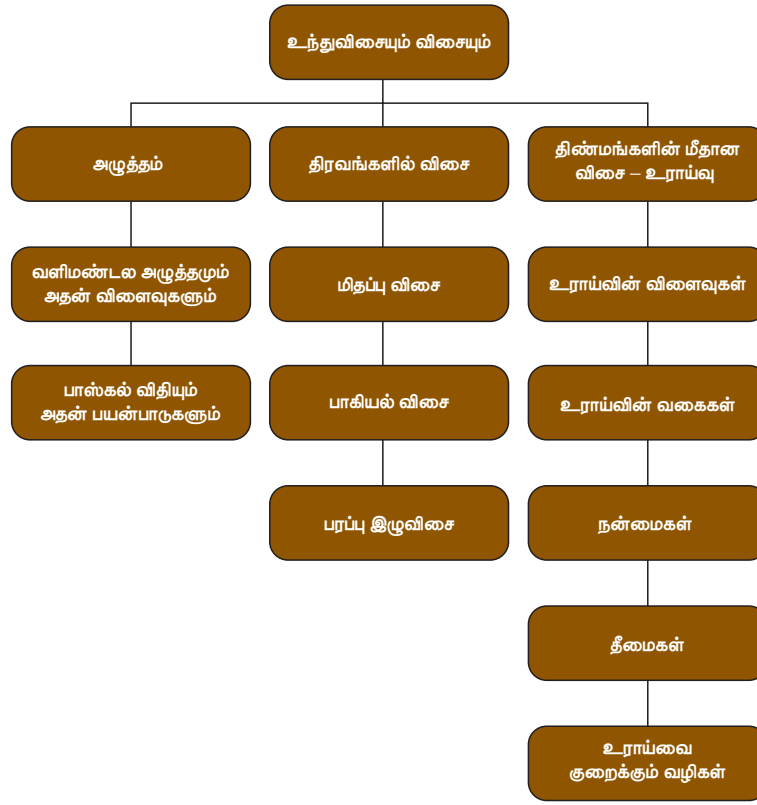 உந்துவிசையும் விசையும்
அழுத்தம்
வளிமண்டல அழுத்தமும்
அதன் விளைவுகளும்
பாஸ்கல் விதியும்
அதன் பயன்பாடுகளும்
திரவங்களில் விசை
மிதப்பு விசை
பாகியல் விசை
பரப்பு இழுவிசை
திண்மங்களின் மீதான
விசை – உராய்வு
உராய்வின் விளைவுகள்
உராய்வின் வகைகள்
நன்மைகள்
தீமைகள்
உராய்வை
குறைக்கும் வழிகள்